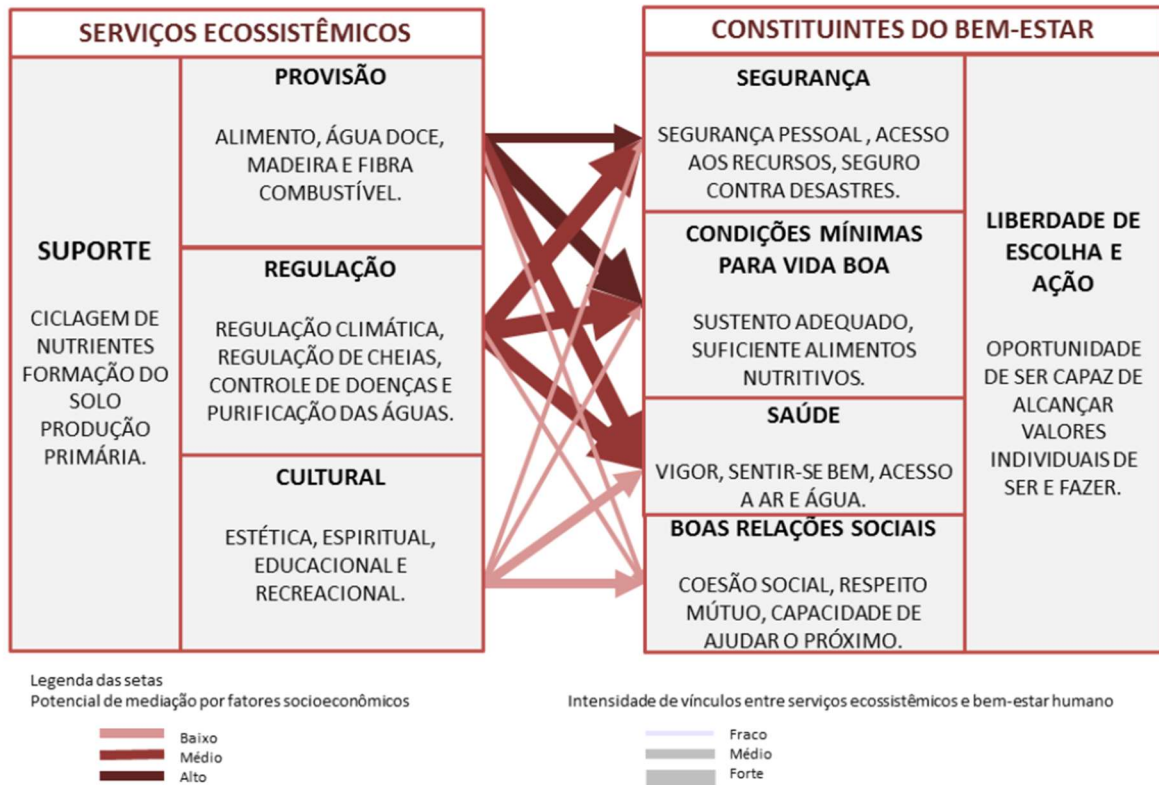 SERVIÇOS ECOSSISTÊMICOS
SUPORTE
CICLAGEM DE
NUTRIENTES
FORMAÇÃO DO
SOLO
PRODUÇÃO
PRIMÁRIA.
PROVISÃO
ALIMENTO, ÁGUA DOCE,
MADEIRA E FIBRA
COMBUSTÍVEL.
REGULAÇÃO
REGULAÇÃO CLIMÁTICA,
REGULAÇÃO DE CHEIAS,
CONTROLE DE DOENÇAS E
PURIFICAÇÃO DAS ÁGUAS.
CULTURAL
ESTÉTICA, ESPIRITUAL,
EDUCACIONAL E
RECREACIONAL.
CONSTITUINTES DO BEM-ESTAR
SEGURANÇA
SEGURANÇA PESSOAL , ACESSO
AOS RECURSOS, SEGURO
CONTRA DESASTRES.
CONDIÇÕES MÍNIMAS
PARA VIDA BOA
SUSTENTO ADEQUADO,
SUFICIENTE ALIMENTOS
NUTRITIVOS.
SAÚDE
VIGOR, SENTIR-SE BEM, ACESSO
A AR E ÁGUA.
BOAS RELAÇÕES SOCIAIS
COESÃO SOCIAL, RESPEITO
MÚTUO, CAPACIDADE DE
AJUDAR O PRÓXIMO.
LIBERDADE DE
ESCOLHA E
AÇÃO
OPORTUNIDADE
DE SER CAPAZ DE
ALCANÇAR
VALORES
INDIVIDUAIS DE
SER E FAZER.
Legenda das setas
Potencial de mediação por fatores socioeconômicos
Baixo
Médio
Alto
Intensidade de vínculos entre serviços ecossistêmicos e bem-estar humano
Fraco
Médio
Forte